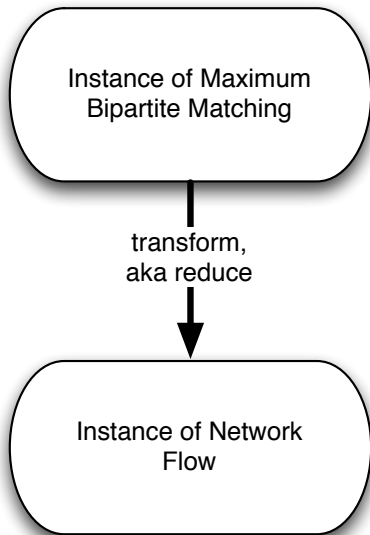 Instance of Maximum
Bipartite Matching
transform,
aka reduce
Instance of Network
Flow